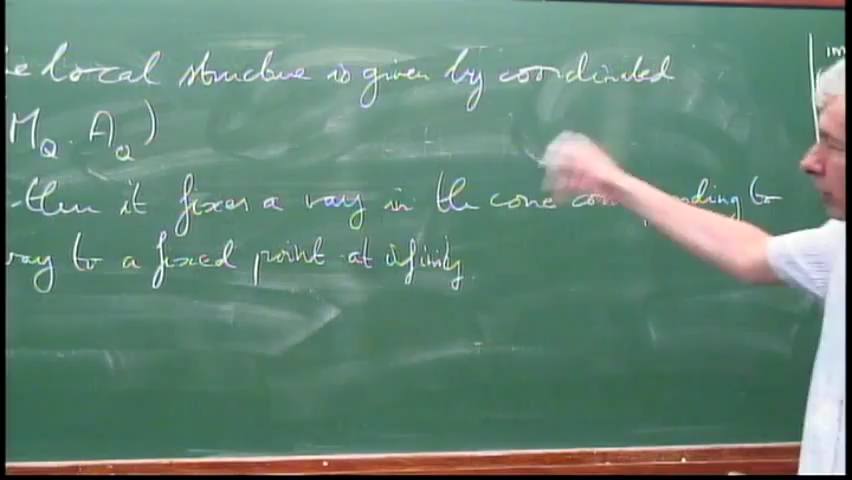 e local structure is given by coordinated
M_Q. A_Q)
then it fixes a ray in the cone corresponding to
ray to a fixed point at infinity.